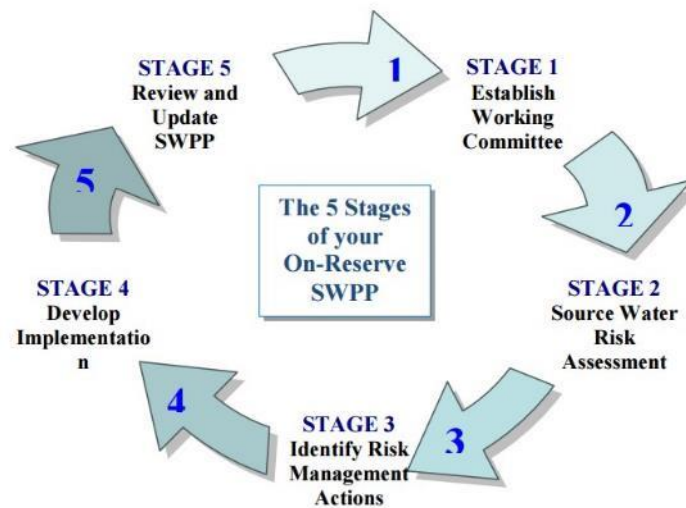 STAGE 5
Review and
Update
SWPP
1
STAGE 1
Establish
Working
Committee
5
2
The 5 Stages
of your
On-Reserve
SWPP
STAGE 4
Develop
Implementatio
n
STAGE 2
Source Water
Risk
Assessment
4
STAGE 3
Identify Risk
Management
Actions
3